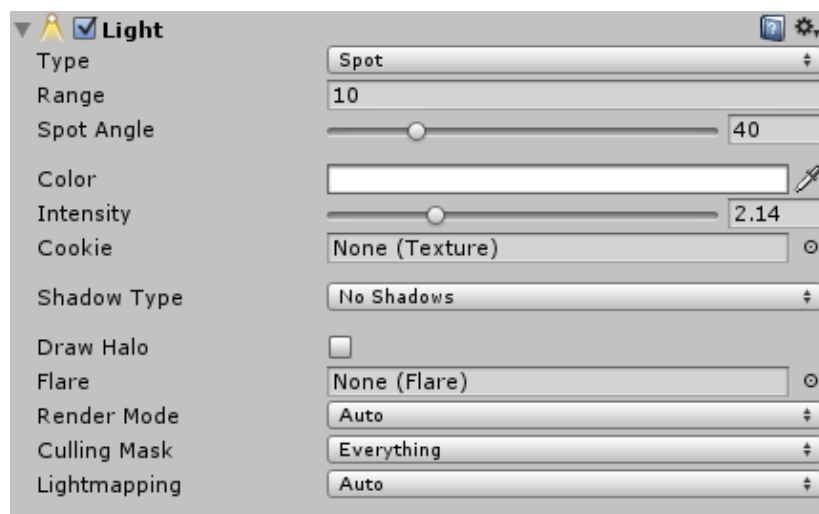 Light
Type Spot
Range 10
Spot Angle 40
Color
Intensity 2.14
Cookie None (Texture)
Shadow Type No Shadows
Draw Halo
Flare None (Flare)
Render Mode Auto
Culling Mask Everything
Lightmapping Auto